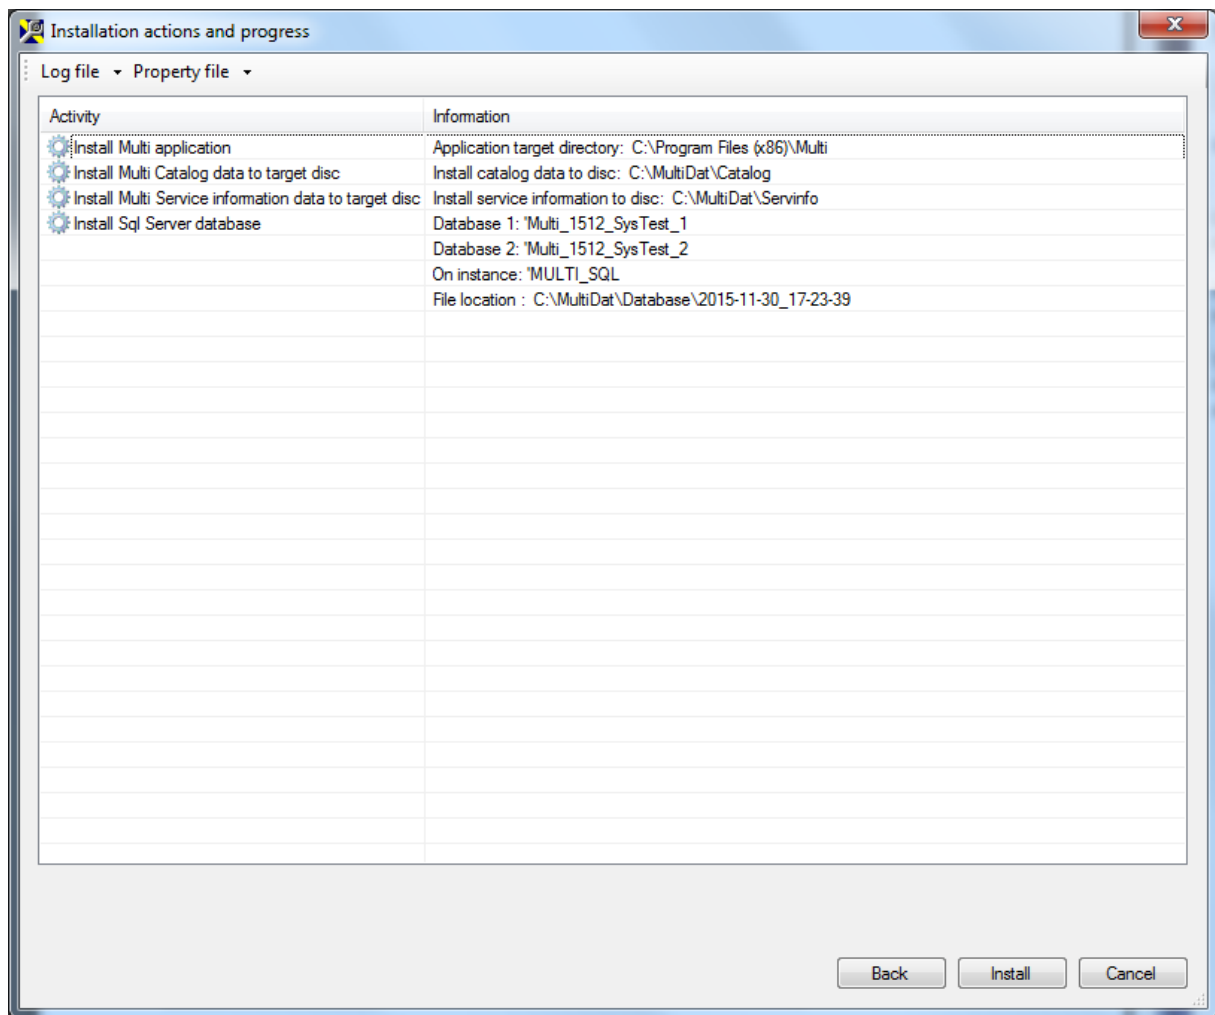 Installation actions and progress
Log file Property file
Activity Information
Install Multi application Application target directory: C:\Program Files (x86)\Multi
Install Multi Catalog data to target disc Install catalog data to disc: C:\MultiDat\Catalog
Install Multi Service information data to target disc Install service information to disc: C:\MultiDat\Servinfo
Install Sql Server database Database 1: 'Multi_1512_SysTest_1
Database 2: 'Multi_1512_SysTest_2
On instance: 'MULTI_SQL
File location : C:\MultiDat\Database\2015-11-30_17-23-39
Back Install Cancel